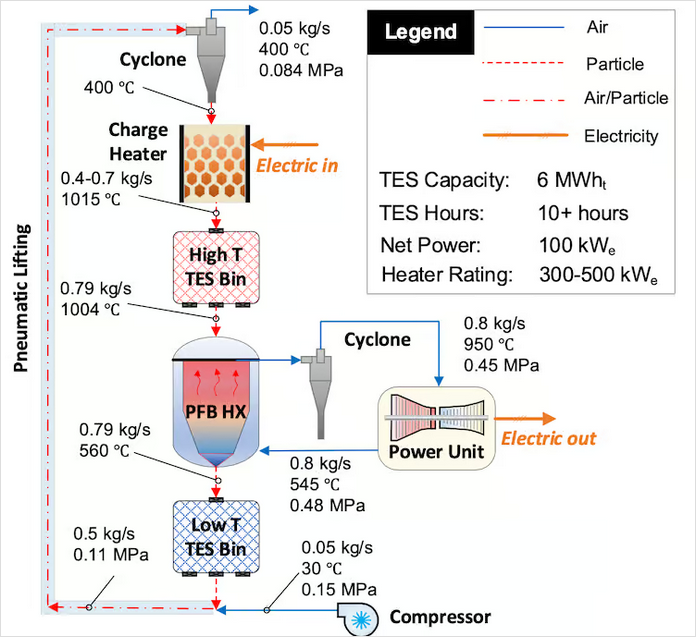 0.05 kg/s
400 ℃
0.084 MPa
Cyclone
400 ℃
Charge
Heater
Electric in
0.4-0.7 kg/s
1015 ℃
High T
TES Bin
0.79 kg/s
1004 ℃
Pneumatic Lifting
Cyclone
0.8 kg/s
950 ℃
0.45 MPa
PFB HX
Power Unit
Electric out
0.79 kg/s
560 ℃
0.8 kg/s
545 ℃
0.48 MPa
Low T
TES Bin
0.5 kg/s
0.11 MPa
0.05 kg/s
30 ℃
0.15 MPa
Compressor
Legend
Air
Particle
Air/Particle
Electricity
TES Capacity: 6 MWht
TES Hours: 10+ hours
Net Power: 100 kWe
Heater Rating: 300-500 kWe